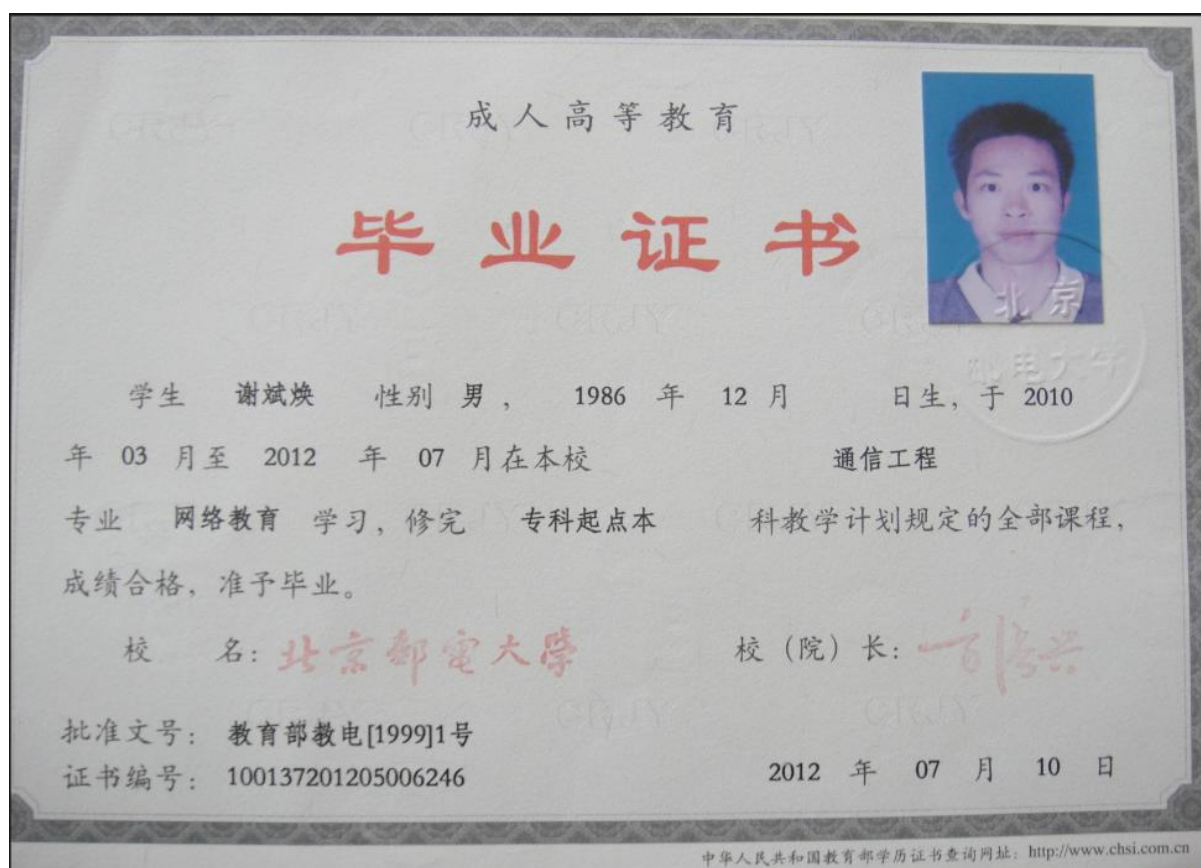 成人高等教育
毕业证书
北京
邮电大学
学生 谢斌焕 性别 男, 1986 年 12 月 日生, 于 2010
年 03 月至 2012 年 07 月在本校 通信工程
专业 网络教育 学习, 修完 专科起点本 科教学计划规定的全部课程,
成绩合格, 准予毕业。
校 名: 北京邮电大學 校 (院) 长:
批准文号: 教育部教电[1999]1号
证书编号: 100137201205006246 2012 年 07 月 10 日
中华人民共和国教育部学历证书查询网址: http://www.chsi.com.cn